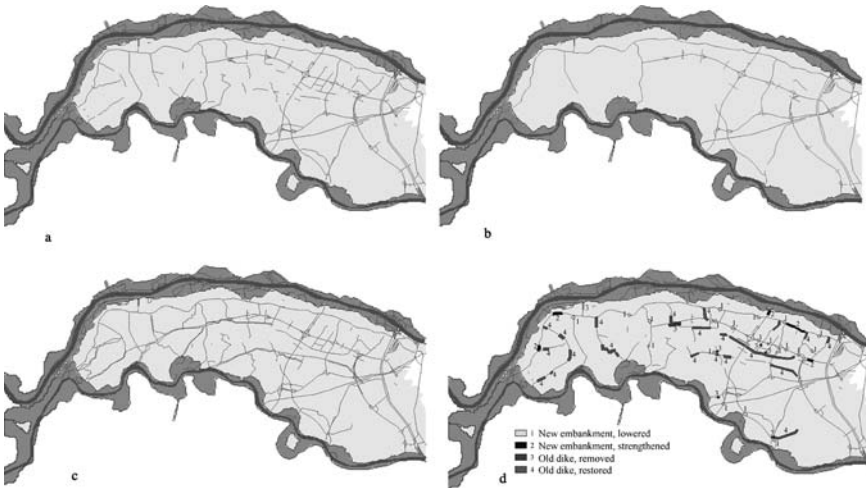 a
b
c
d
1 New embankment, lowered
2 New embankment, strengthened
3 Old dike, removed
4 Old dike, restored